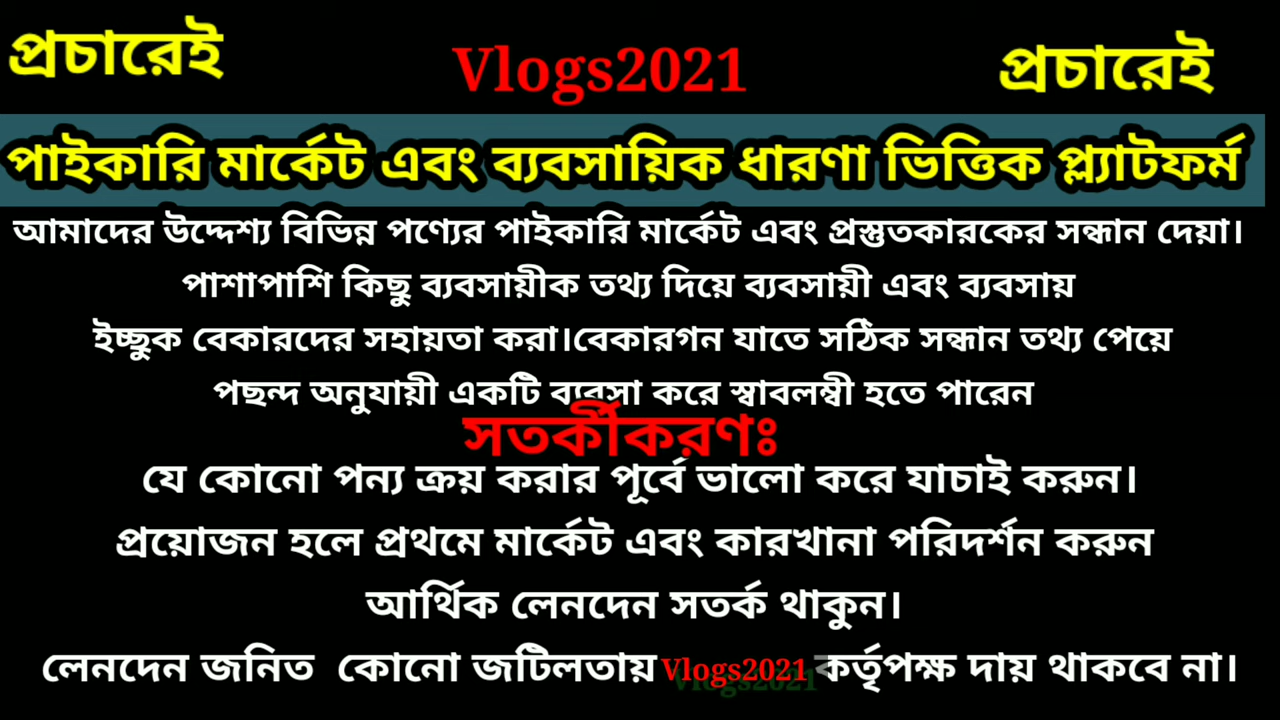 প্রচারেই Vlogs2021 প্রচারেই
পাইকারি মার্কেট এবং ব্যবসায়িক ধারণা ভিত্তিক প্ল্যাটফর্ম
আমাদের উদ্দেশ্য বিভিন্ন পণ্যের পাইকারি মার্কেট এবং প্রস্তুতকারকের সন্ধান দেয়া।
পাশাপাশি কিছু ব্যবসায়ীক তথ্য দিয়ে ব্যবসায়ী এবং ব্যবসায়
ইচ্ছুক বেকারদের সহায়তা করা।বেকারগন যাতে সঠিক সন্ধান তথ্য পেয়ে
পছন্দ অনুযায়ী একটি ব্যবসা করে স্বাবলম্বী হতে পারেন
সতর্কীকরণঃ
যে কোনো পন্য ক্রয় করার পূর্বে ভালো করে যাচাই করুন।
প্রয়োজন হলে প্রথমে মার্কেট এবং কারখানা পরিদর্শন করুন
আর্থিক লেনদেন সতর্ক থাকুন।
লেনদেন জনিত কোনো জটিলতায় Vlogs2021 কর্তৃপক্ষ দায় থাকবে না।